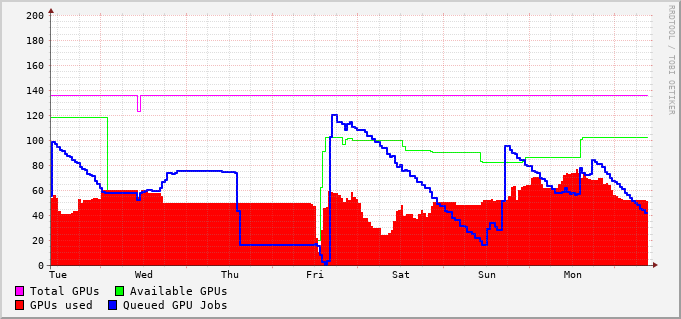 200
180
160
140
120
100
80
60
40
20
0
Tue Wed Thu Fri Sat Sun Mon
Total GPUs Available GPUs
GPUs used Queued GPU Jobs
RRDTOOL / TOBI OETIKER